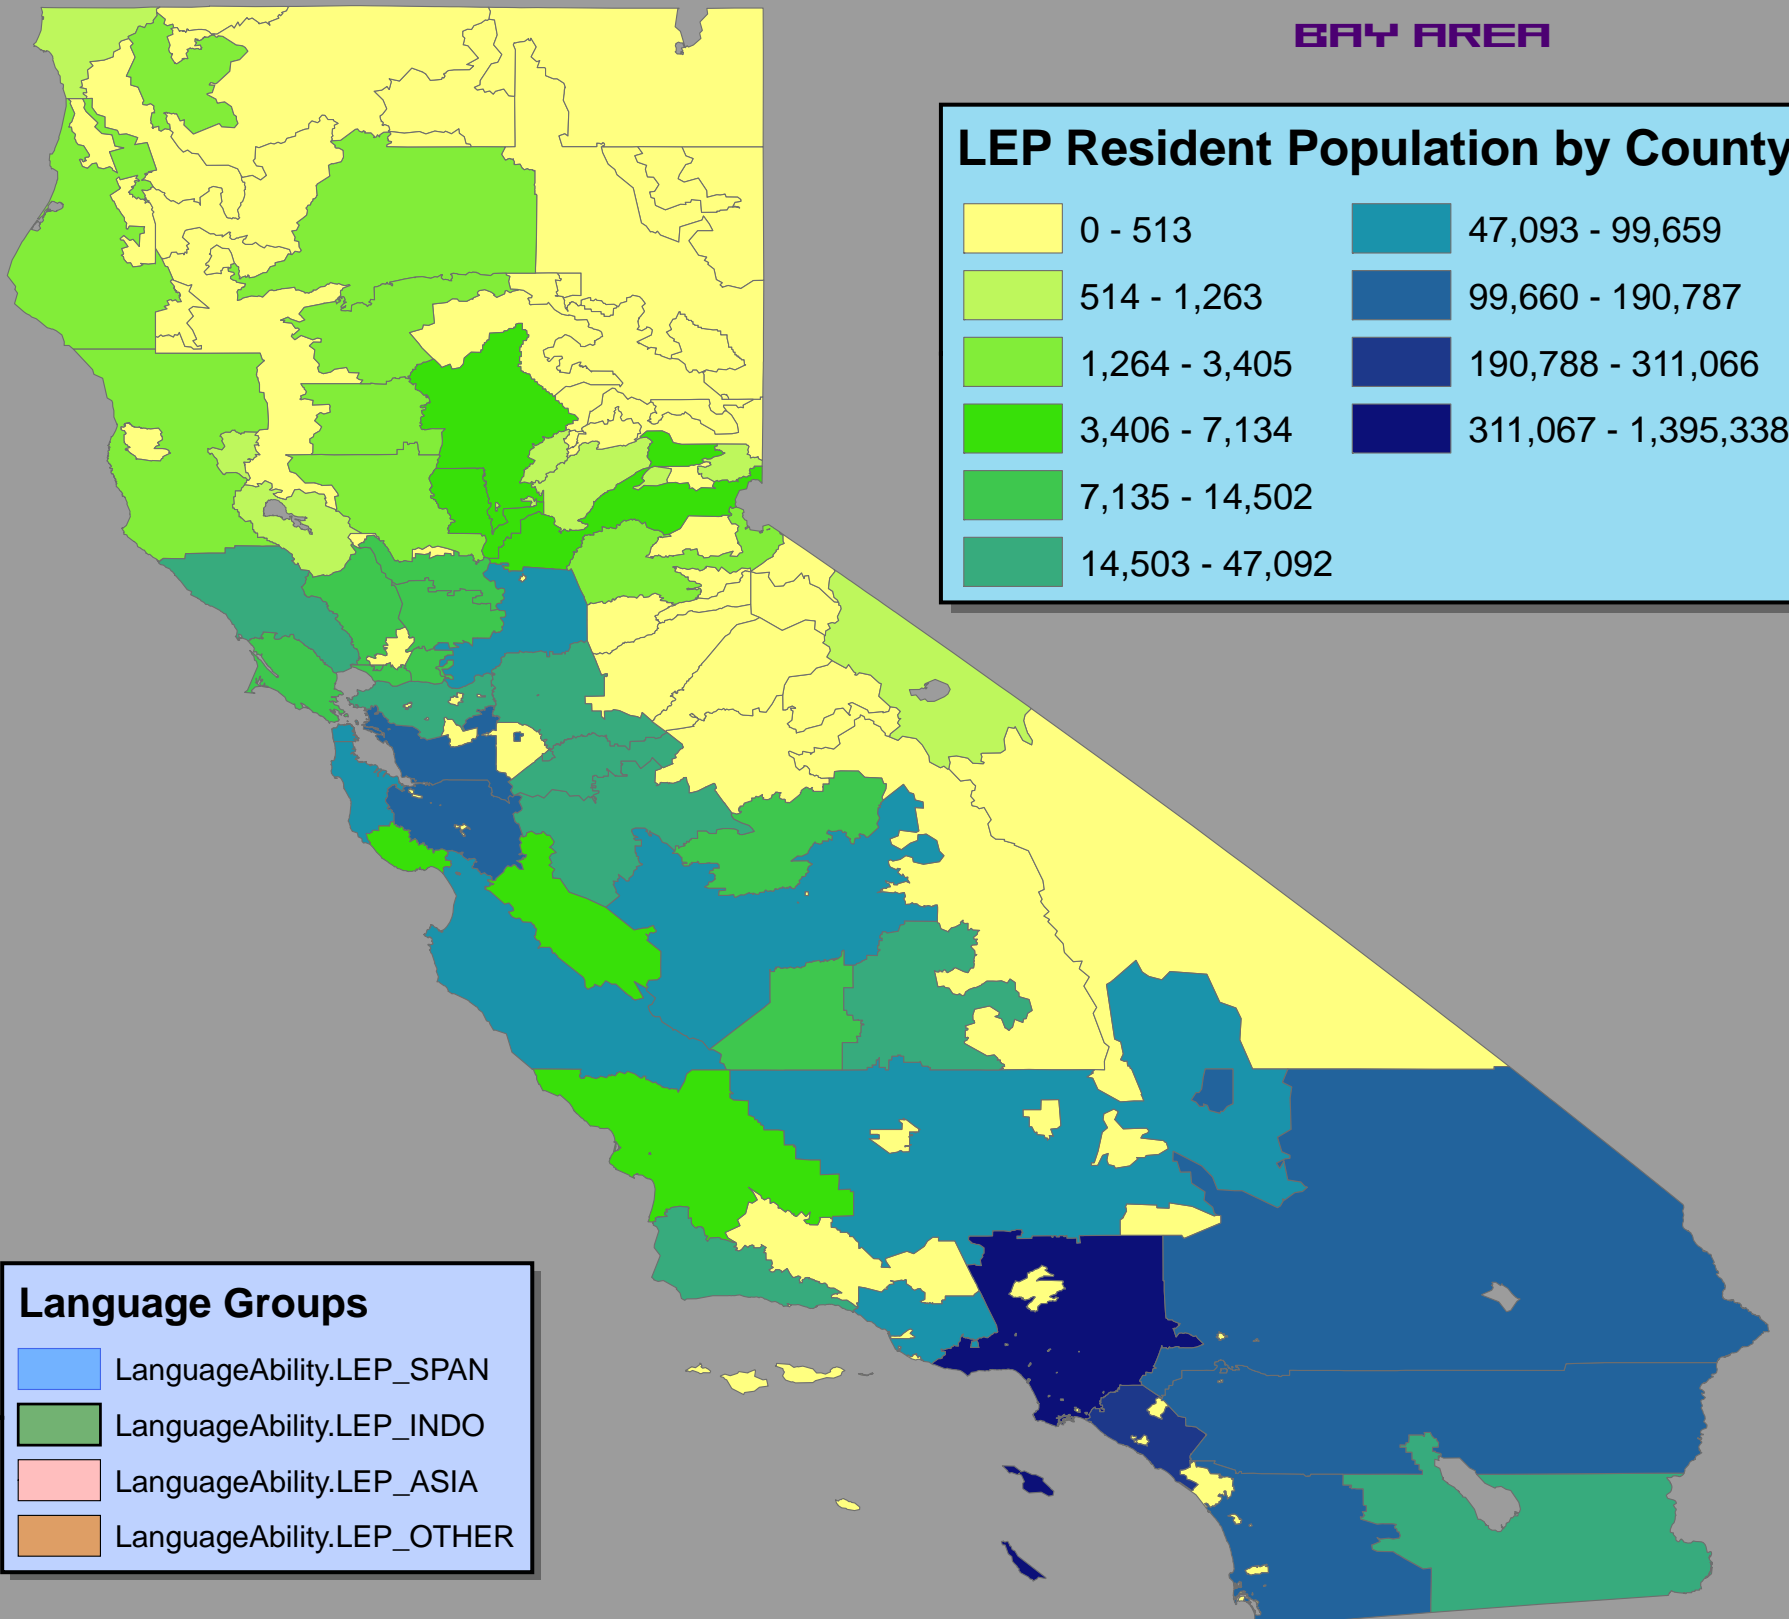 BAY AREA
LEP Resident Population by County
0 - 513
514 - 1,263
1,264 - 3,405
3,406 - 7,134
7,135 - 14,502
14,503 - 47,092
47,093 - 99,659
99,660 - 190,787
190,788 - 311,066
311,067 - 1,395,338
Language Groups
LanguageAbility.LEP_SPAN
LanguageAbility.LEP_INDO
LanguageAbility.LEP_ASIA
LanguageAbility.LEP_OTHER